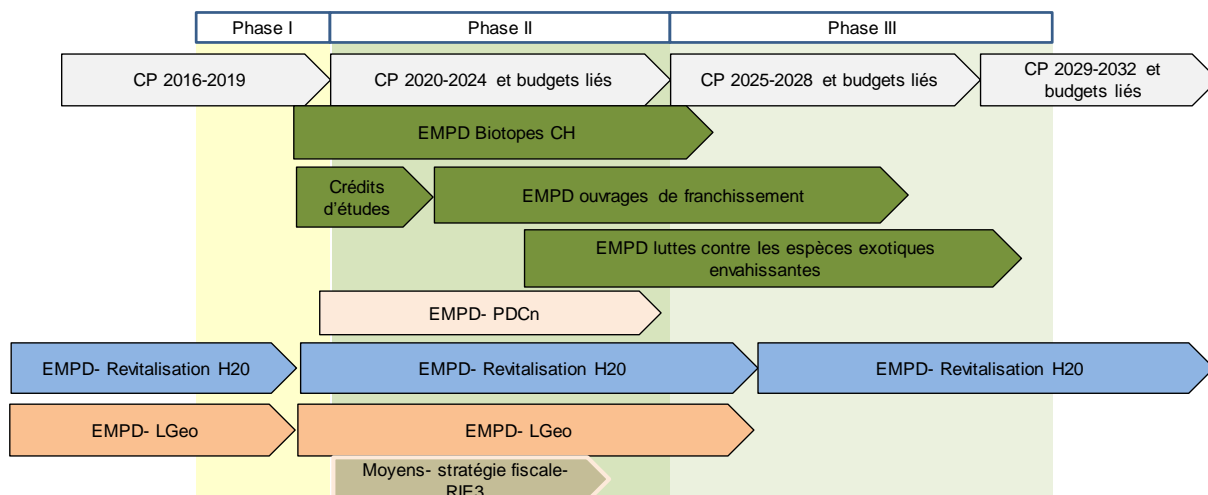 Phase I
Phase II
Phase III
CP 2016-2019
CP 2020-2024 et budgets liés
CP 2025-2028 et budgets liés
CP 2029-2032 et
budgets liés
EMPD Biotopes CH
Crédits
d'études
EMPD ouvrages de franchissement
EMPD luttes contre les espèces exotiques
envahissantes
EMPD- PDCn
EMPD- Revitalisation H20
EMPD- Revitalisation H20
EMPD- Revitalisation H20
EMPD- LGeo
EMPD- LGeo
Moyens- stratégie fiscale-
RIE3